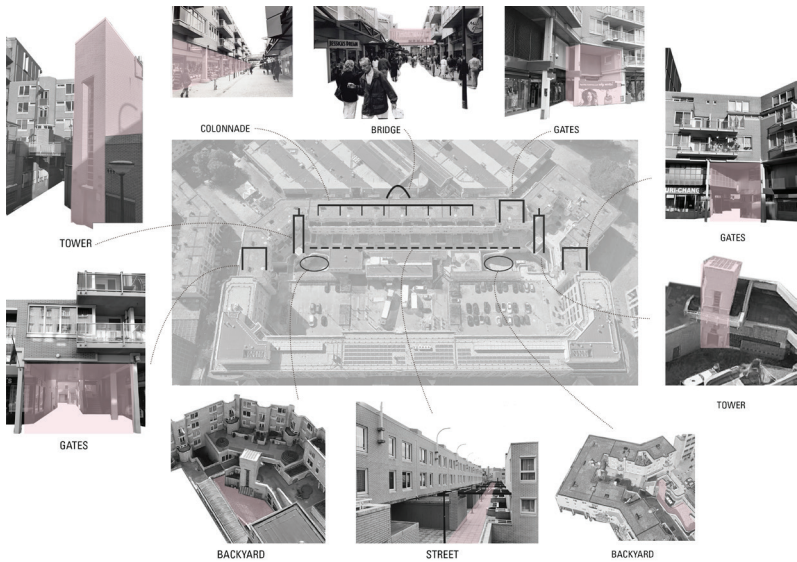 COLONNADE
BRIDGE
GATES
TOWER
GATES
GATES
TOWER
BACKYARD
STREET
BACKYARD